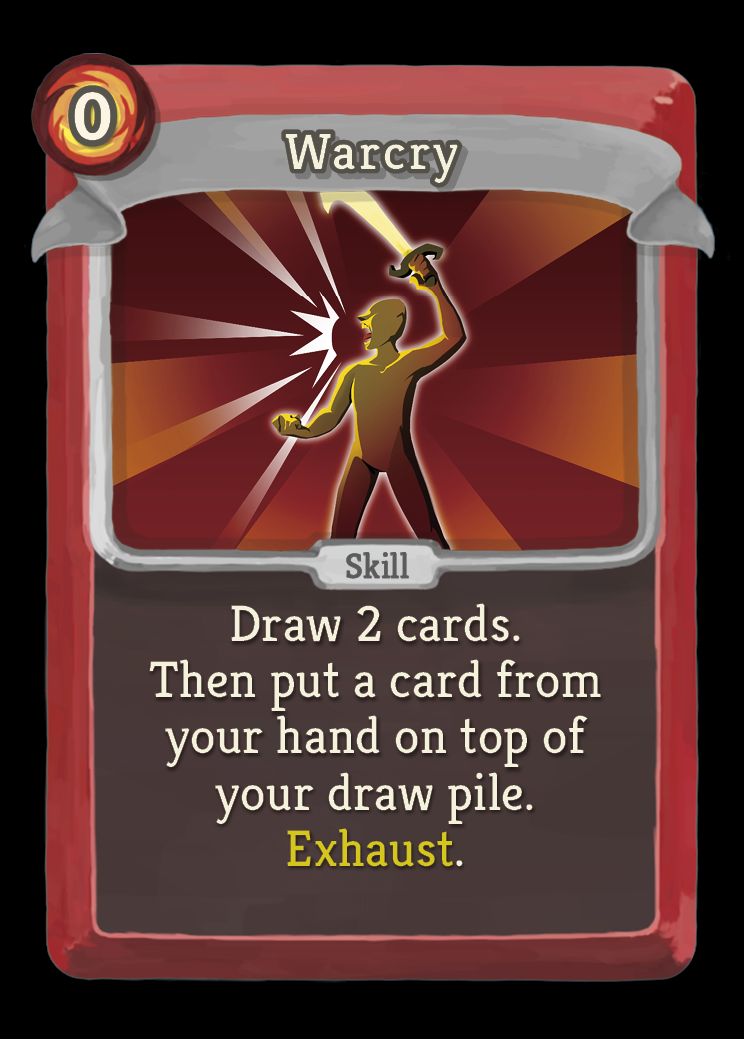 0
Warcry
Skill
Draw 2 cards.
Then put a card from
your hand on top of
your draw pile.
Exhaust.